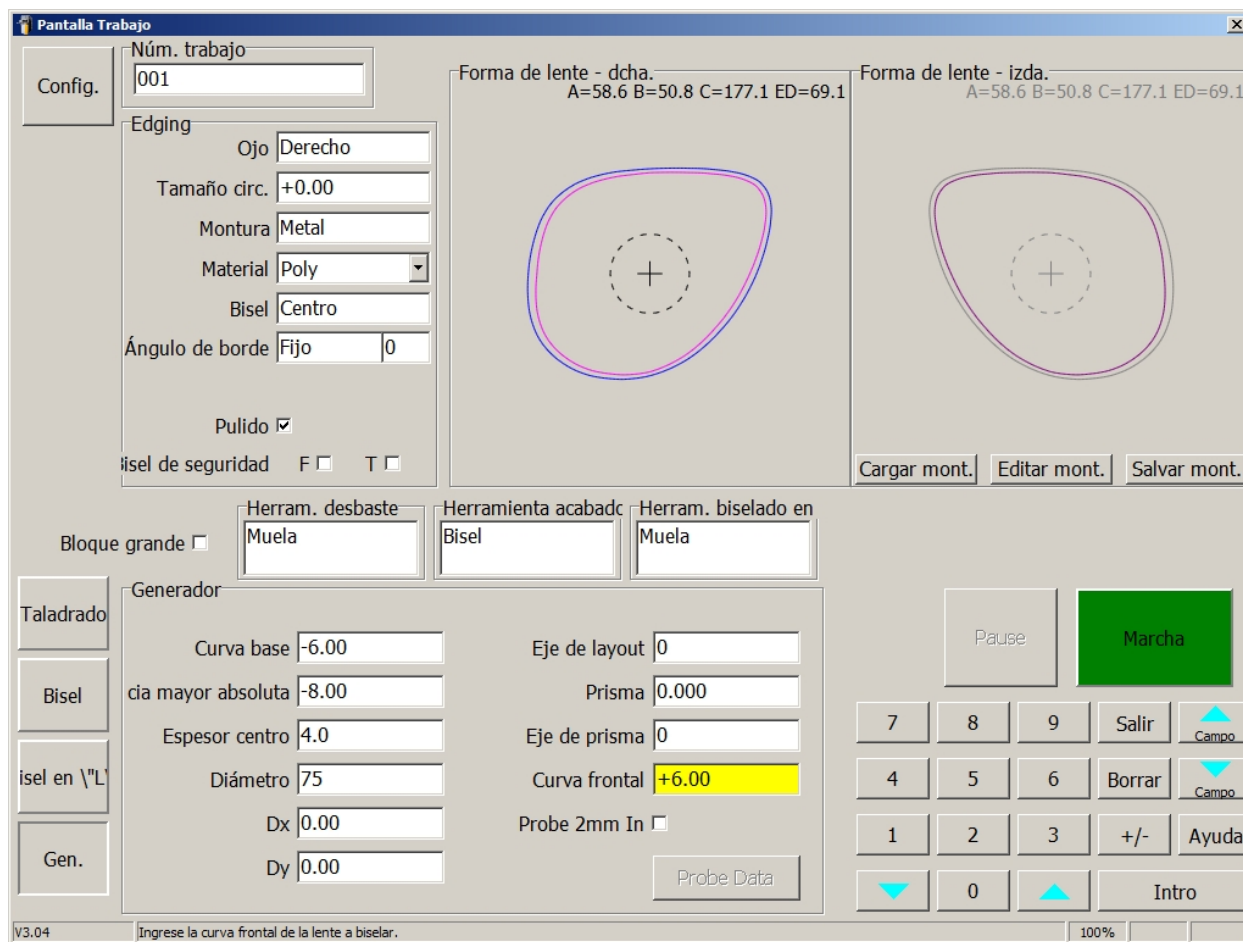 Pantalla Trabajo
Config.
Núm. trabajo
001
Edging
Ojo Derecho
Tamaño circ. +0.00
Montura Metal
Material Poly
Bisel Centro
Ángulo de borde Fijo 0
Pulido
isel de seguridad F T
Forma de lente - dcha.
A=58.6 B=50.8 C=177.1 ED=69.1
Forma de lente - izda.
A=58.6 B=50.8 C=177.1 ED=69.1
Cargar mont. Editar mont. Salvar mont.
Bloque grande
Herram. desbaste
Muela
Herramienta acabadc
Bisel
Herram. biselado en
Muela
Taladrado
Bisel
isel en \"L\
Gen.
Generador
Curva base -6.00
cia mayor absoluta -8.00
Espesor centro 4.0
Diámetro 75
Dx 0.00
Dy 0.00
Eje de layout 0
Prisma 0.000
Eje de prisma 0
Curva frontal +6.00
Probe 2mm In
Probe Data
Pause Marcha
7 8 9 Salir Campo
4 5 6 Borrar Campo
1 2 3 +/- Ayuda
0 Intro
V3.04 Ingrese la curva frontal de la lente a biselar. 100%